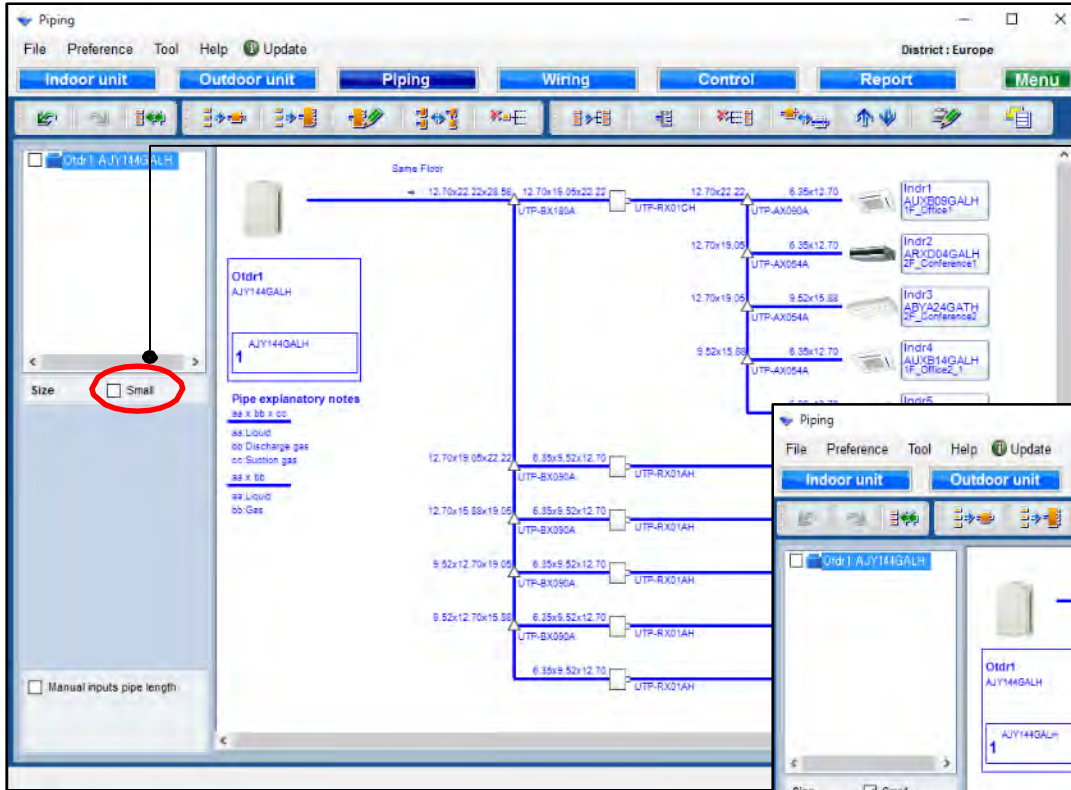 Piping
File Preference Tool Help Update
District : Europe
Indoor unit Outdoor unit Piping Wiring Control Report Menu
Otdr1 AJY144GALH
Size Small
Manual inputs pipe length
Same Floor
12.70x22.22x28.58 12.70x19.05x22.22 12.70x22.22 6.35x12.70
UTP-BX180A UTP-RX01CH UTP-AX090A
Indr1
AUXB09GALH
1F_Office1
12.70x19.05 6.35x12.70
UTP-AX054A
Indr2
ARXD04GALH
2F_Conference1
12.70x19.05 9.52x15.88
UTP-AX054A
Indr3
ABYA24GATH
2F_Conference2
9.52x15.88 6.35x12.70
UTP-AX054A
Indr4
AUXB14GALH
1F_Office2_1
Indr5
Otdr1
AJY144GALH
AJY144GALH
1
Pipe explanatory notes
aa x bb x cc
aa:Liquid
bb:Discharge gas
cc:Suction gas
aa x bb
aa:Liquid
bb:Gas
12.70x19.05x22.22 6.35x9.52x12.70
UTP-BX090A UTP-RX01AH
12.70x15.88x19.05 6.35x9.52x12.70
UTP-BX090A UTP-RX01AH
9.52x12.70x19.05 6.35x9.52x12.70
UTP-BX090A UTP-RX01AH
9.52x12.70x15.88 6.35x9.52x12.70
UTP-BX090A UTP-RX01AH
6.35x9.52x12.70
UTP-RX01AH
Piping
File Preference Tool Help Update
Indoor unit Outdoor unit
Otdr1 AJY144GALH
Otdr1
AJY144GALH
AJY144GALH
1
Size Small